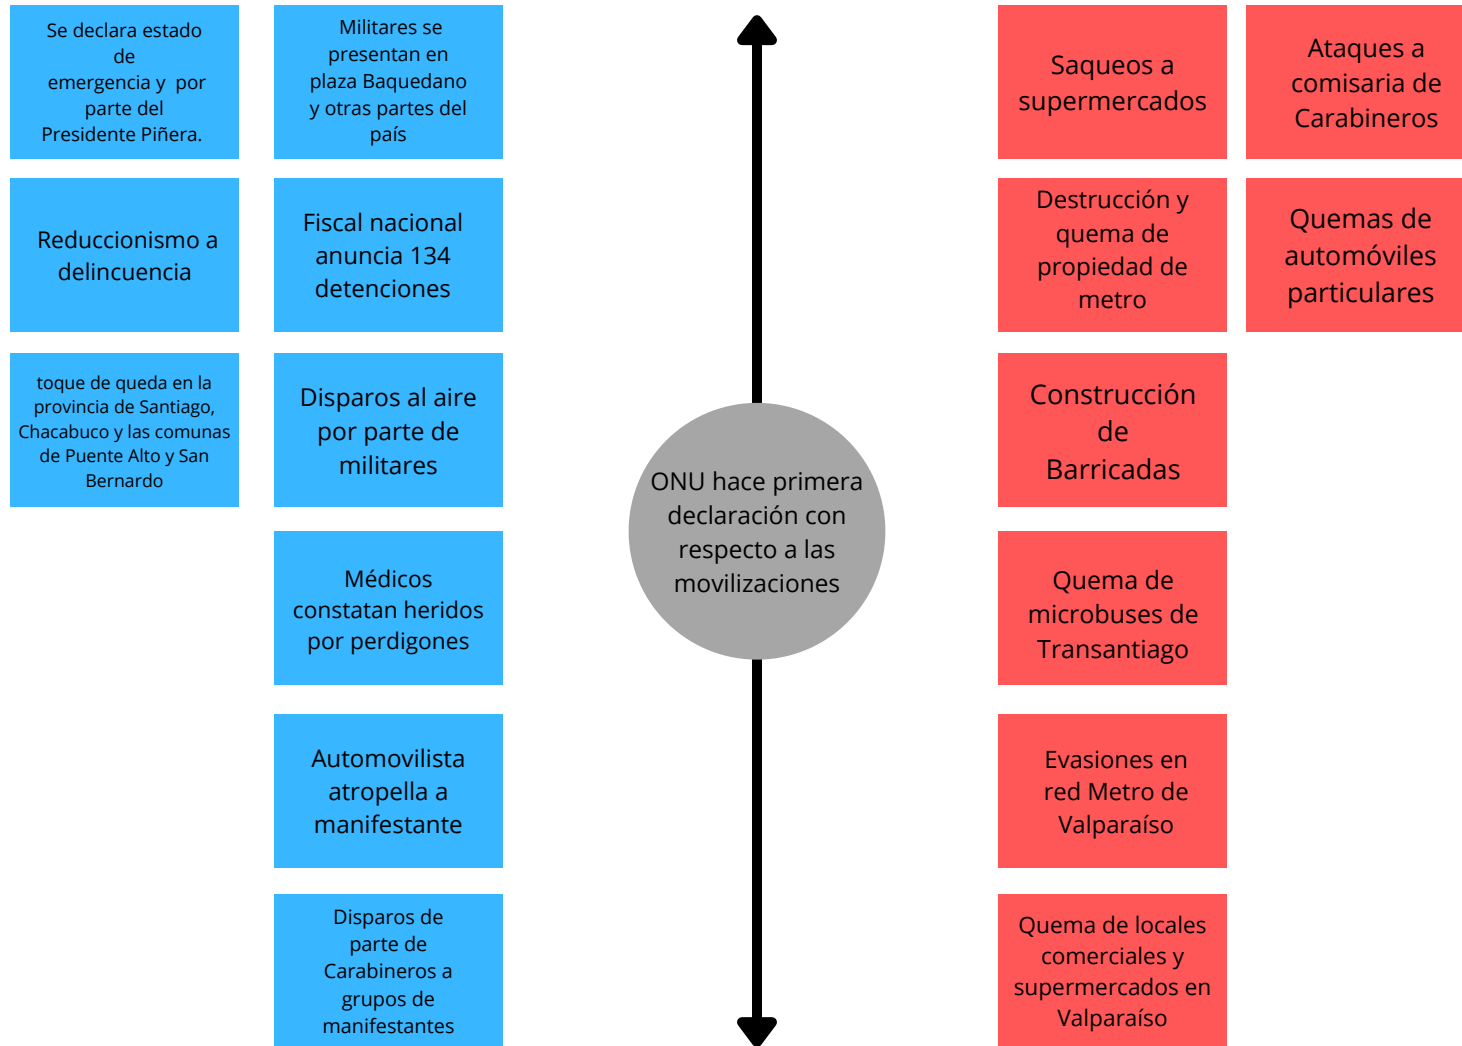 Se declara estado
de
emergencia y  por
parte del
Presidente Piñera.
Militares se
presentan en
plaza Baquedano
y otras partes del
país
Reduccionismo a
delincuencia
Fiscal nacional
anuncia 134
detenciones
toque de queda en la
provincia de Santiago,
Chacabuco y las comunas
de Puente Alto y San
Bernardo
Disparos al aire
por parte de
militares
Médicos
constatan heridos
por perdigones
Automovilista
atropella a
manifestante
Disparos de
parte de
Carabineros a
grupos de
manifestantes
ONU hace primera
declaración con
respecto a las
movilizaciones
Saqueos a
supermercados
Ataques a
comisaria de
Carabineros
Destrucción y
quema de
propiedad de
metro
Quemas de
automóviles
particulares
Construcción
de
Barricadas
Quema de
microbuses de
Transantiago
Evasiones en
red Metro de
Valparaíso
Quema de locales
comerciales y
supermercados en
Valparaíso